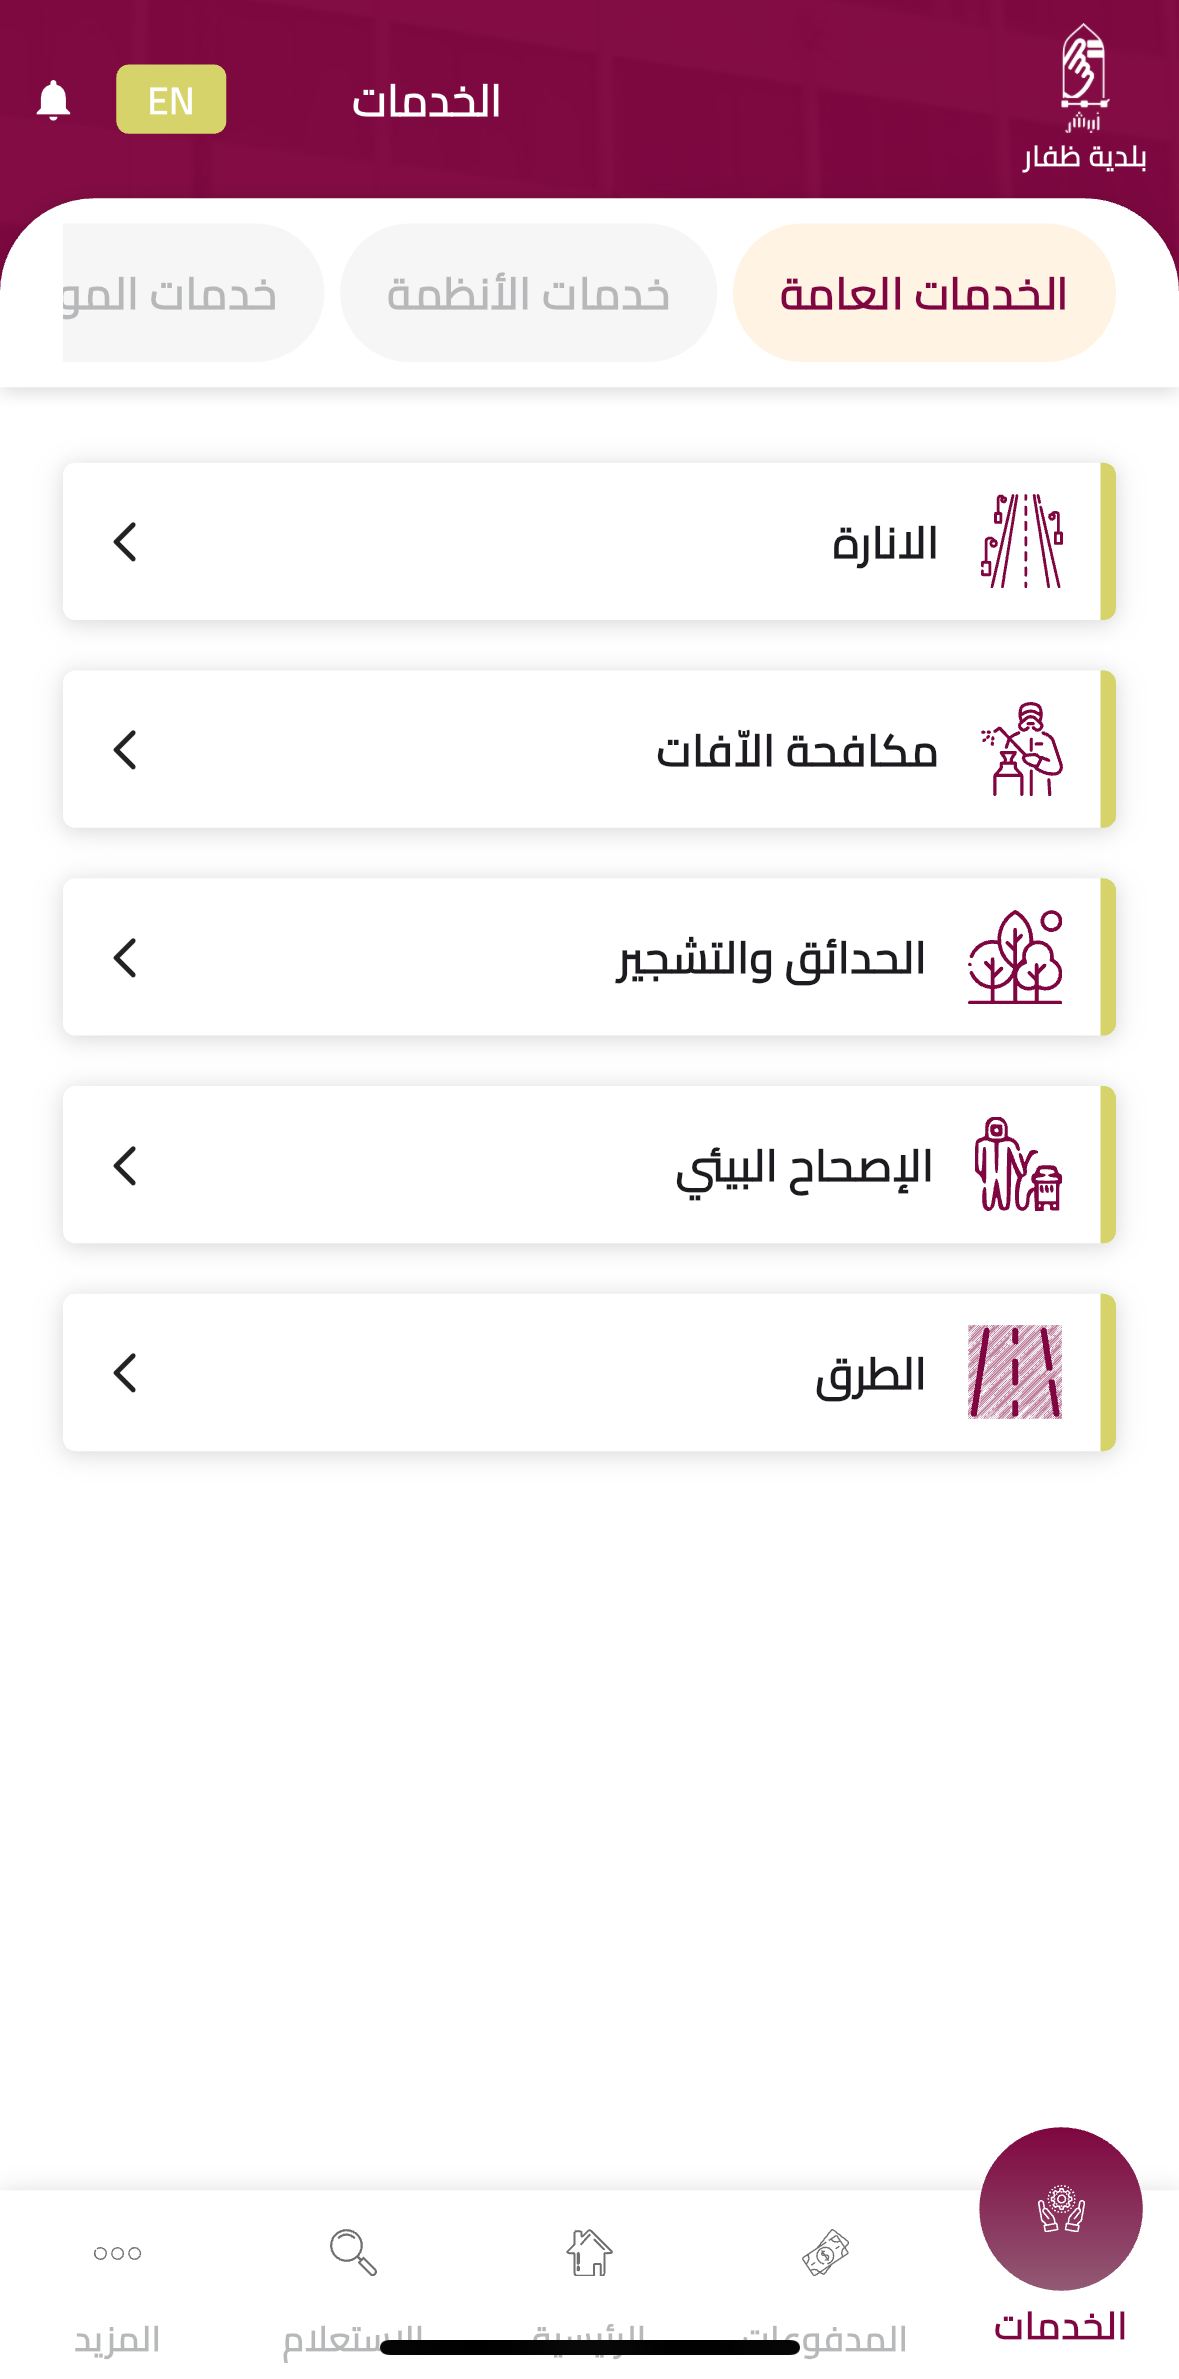 أبشر
بلدية ظفار
الخدمات
EN
الخدمات العامة
خدمات الأنظمة
خدمات المو
الانارة
مكافحة الآفات
الحدائق والتشجير
الإصحاح البيئي
الطرق
الخدمات
المدفوعات
الرئيسية
الاستعلام
المزيد